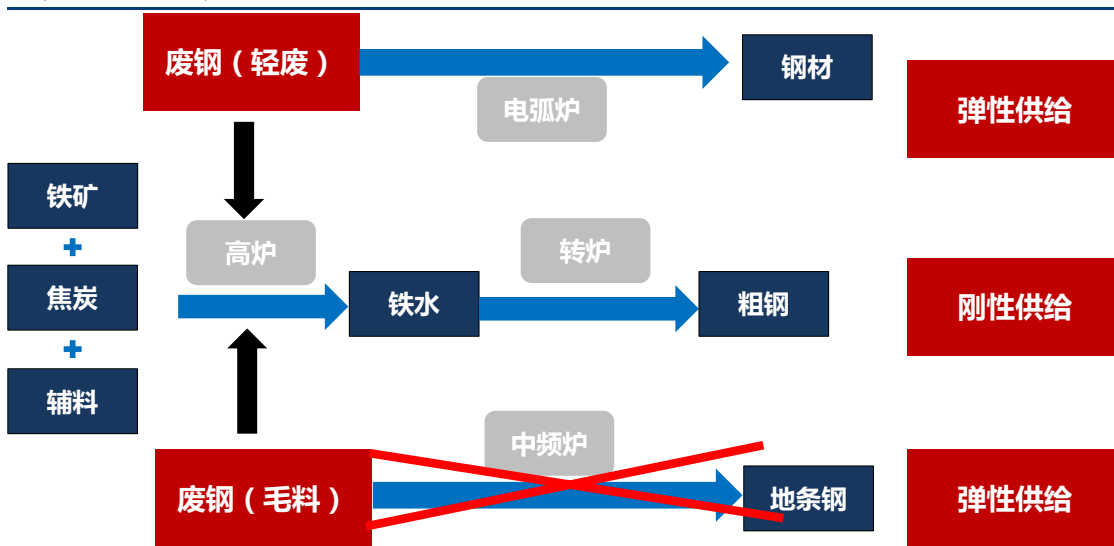 废钢（轻废）
钢材
电弧炉
弹性供给
铁矿
+
焦炭
+
辅料
高炉
铁水
转炉
粗钢
刚性供给
中频炉
废钢（毛料）
地条钢
弹性供给